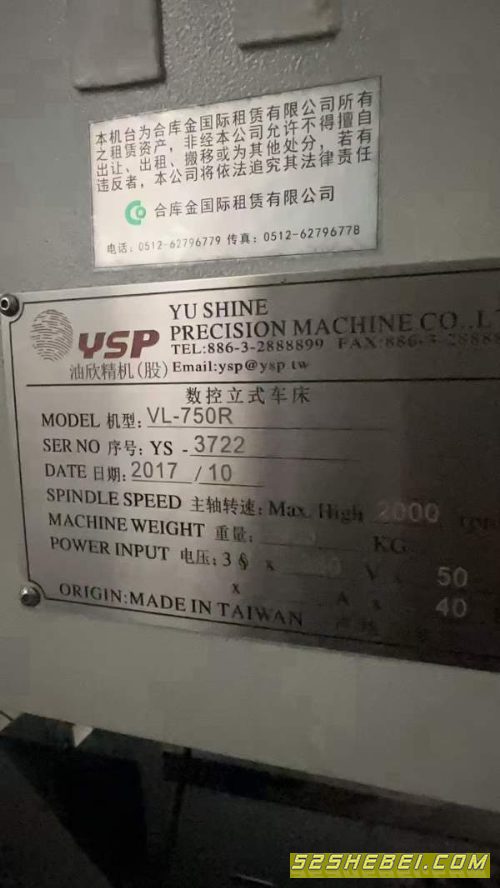 本机台为合库金国际租赁有限公司所有
之租赁资产，非经本公司允许不得擅自
出让、出租、搬移或为其他处分，若有
违反者，本公司将依法追究其法律责任
合库金国际租赁有限公司
电话：0512-62796779 传真：0512-62796778
YSP
油欣精机(股)
YU SHINE
PRECISION MACHINE CO.,
TEL:886-3-2888899 FAX:886-3-28888
Email:ysp@ysp.tw
数控立式车床
MODEL 机型: VL-750R
SER NO 序号: YS - 3722
DATE 日期: 2017 / 10
SPINDLE SPEED 主轴转速: Max. High 2000 rpm
MACHINE WEIGHT 重量: KG
POWER INPUT 电压: 3 § x V x 50
x A x 40
ORIGIN:MADE IN TAIWAN
52SHEBEI.COM